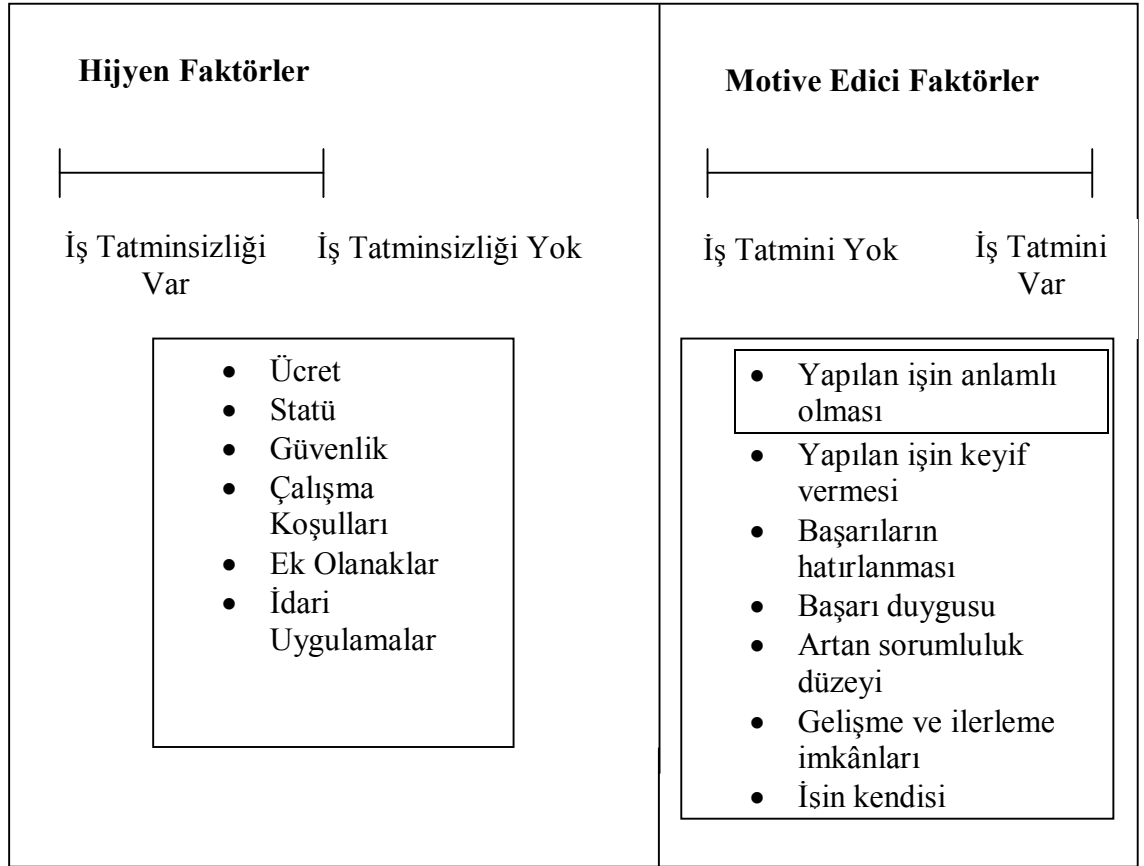 Hijyen Faktörler
İş Tatminsizliği
Var
İş Tatminsizliği Yok
• Ücret
• Statü
• Güvenlik
• Çalışma
Koşulları
• Ek Olanaklar
• İdari
Uygulamalar
Motive Edici Faktörler
İş Tatmini Yok
İş Tatmini
Var
• Yapılan işin anlamlı
olması
• Yapılan işin keyif
vermesi
• Başarıların
hatırlanması
• Başarı duygusu
• Artan sorumluluk
düzeyi
• Gelişme ve ilerleme
imkânları
• İşin kendisi